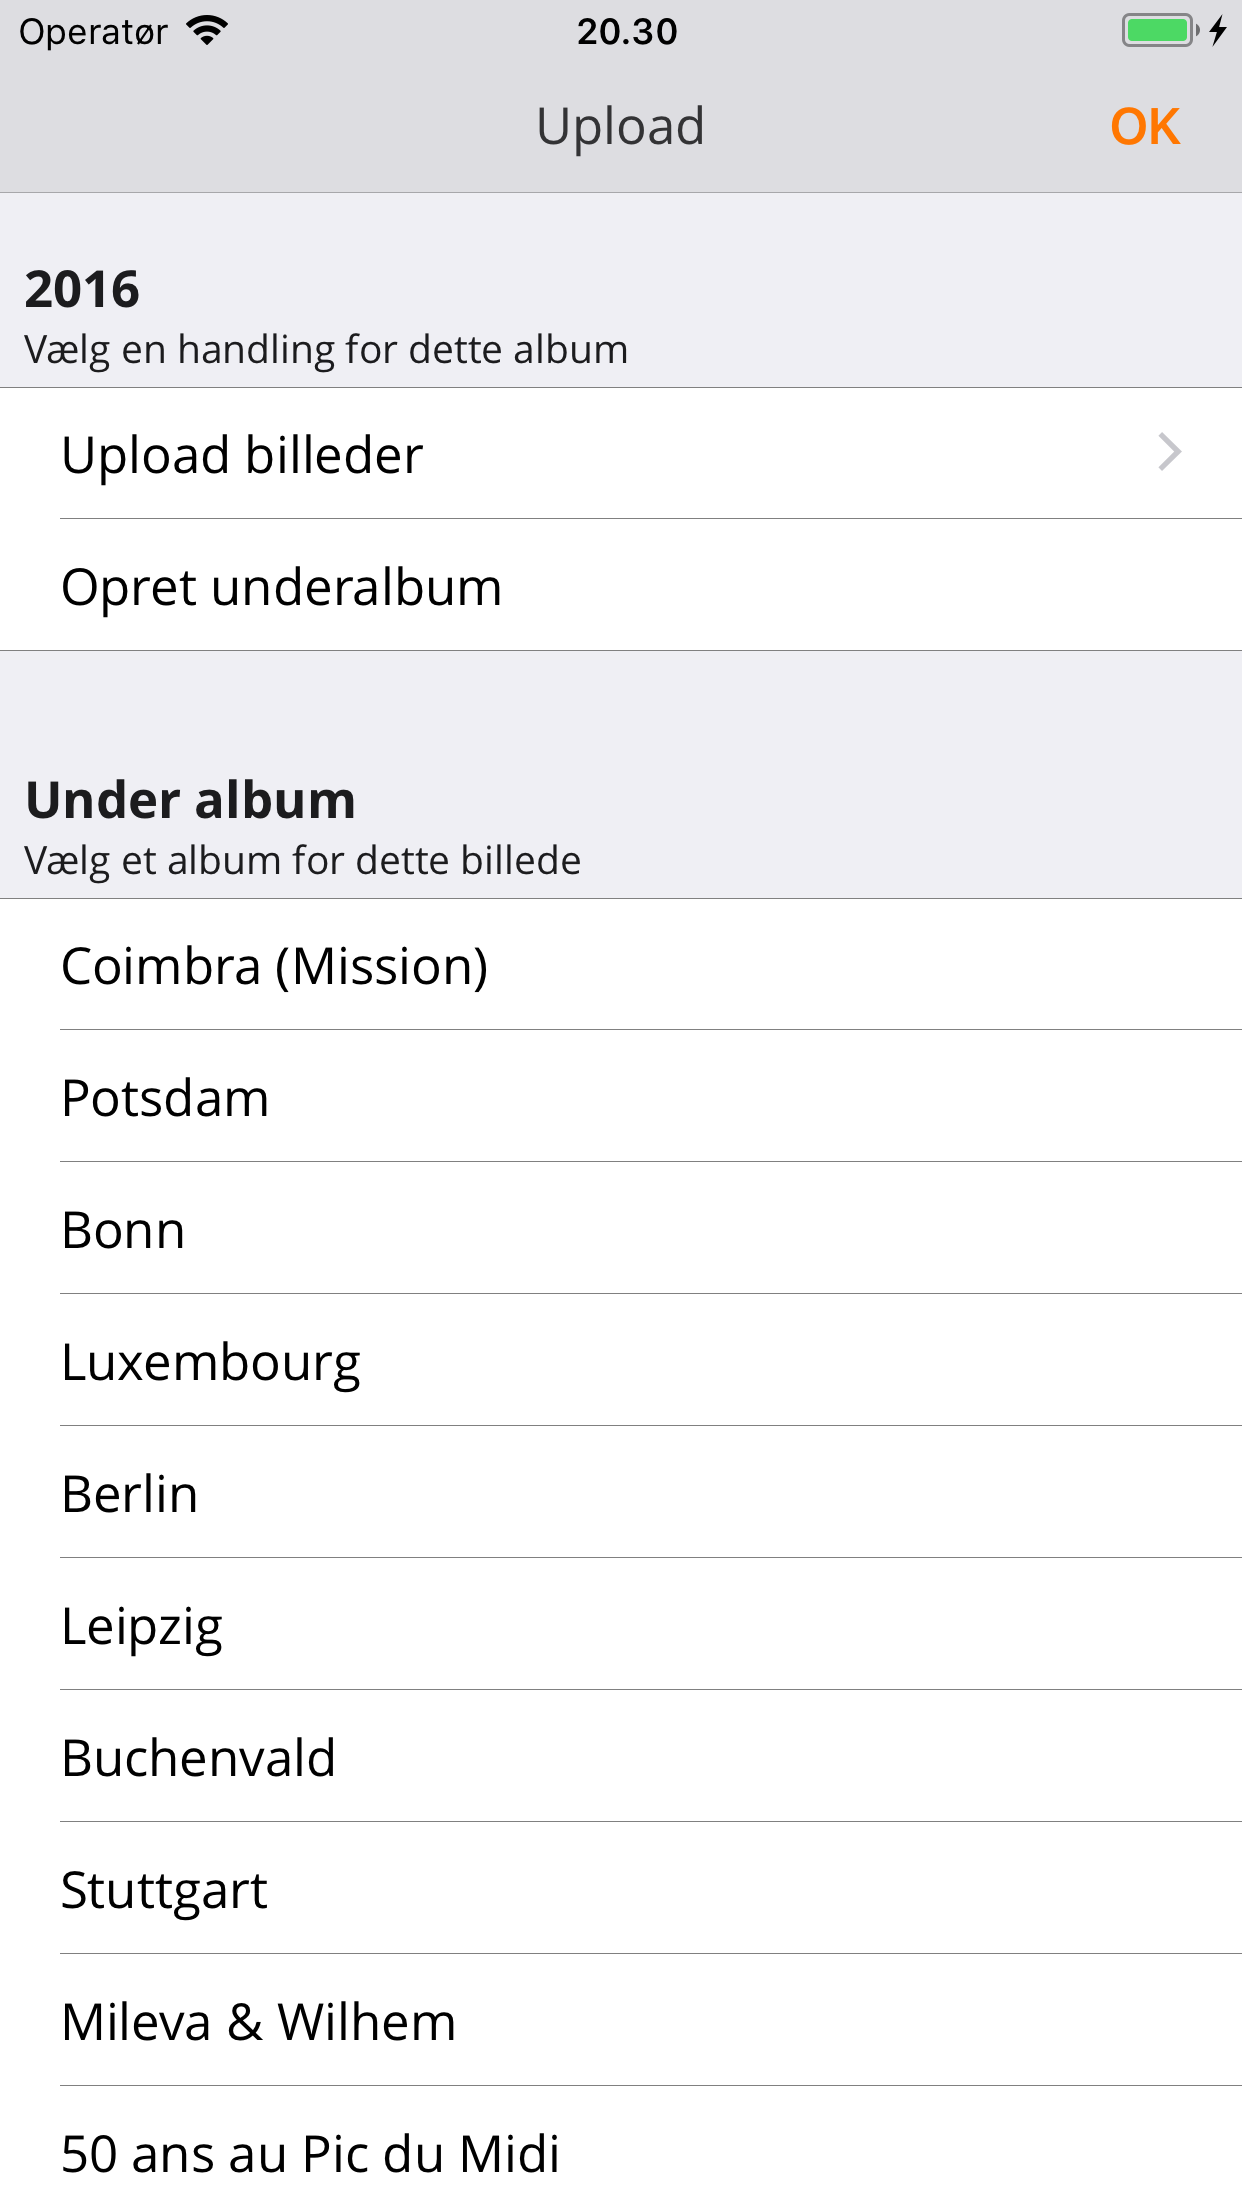 Operatør 20.30
Upload OK
2016
Vælg en handling for dette album
Upload billeder
Opret underalbum
Under album
Vælg et album for dette billede
Coimbra (Mission)
Potsdam
Bonn
Luxembourg
Berlin
Leipzig
Buchenvald
Stuttgart
Mileva & Wilhem
50 ans au Pic du Midi